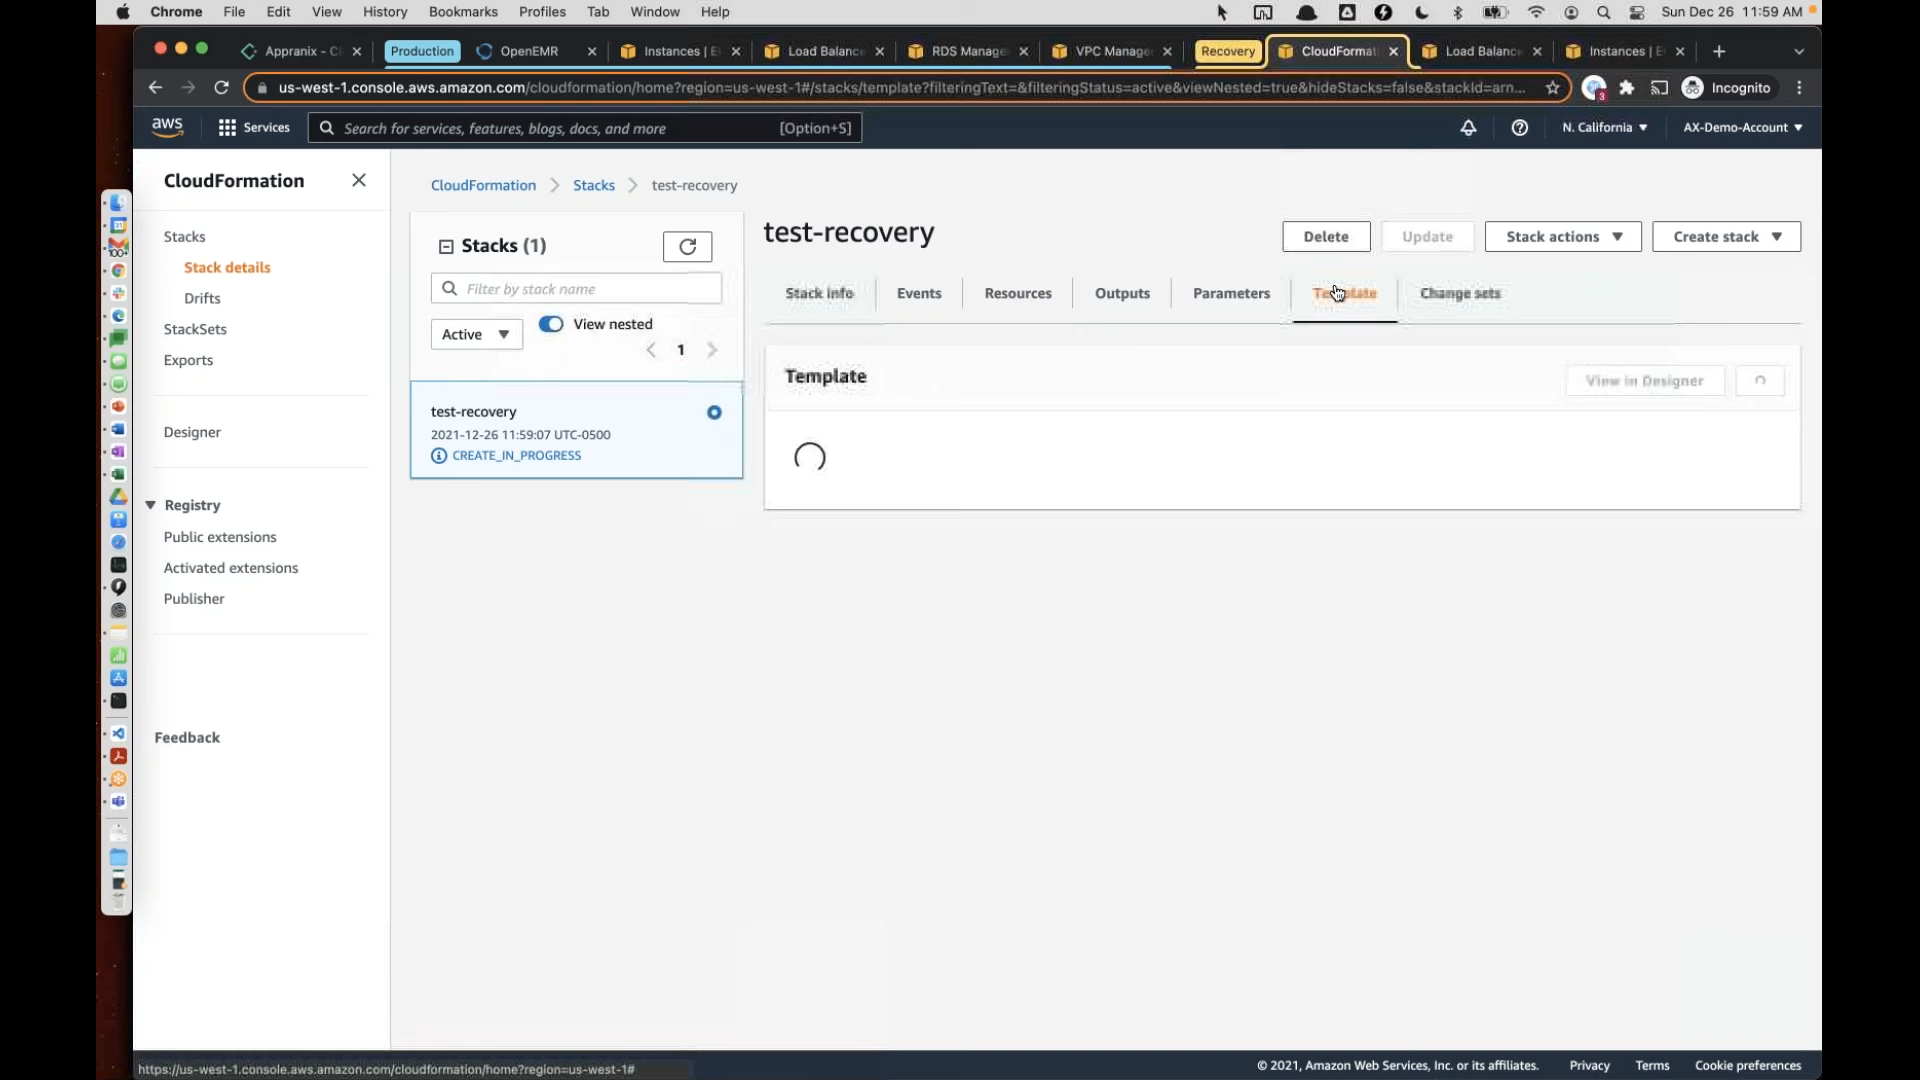 Chrome File Edit View History Bookmarks Profiles Tab Window Help Sun Dec 26 11:59 AM
Appranix - C Production OpenEMR Instances | E Load Balance RDS Manage VPC Manage Recovery CloudFormat Load Balance Instances | E
us-west-1.console.aws.amazon.com/cloudformation/home?region=us-west-1#/stacks/template?filteringText=&filteringStatus=active&viewNested=true&hideStacks=false&stackId=arn... 3 Incognito
aws Services Search for services, features, blogs, docs, and more [Option+S] N. California AX-Demo-Account
CloudFormation
Stacks
Stack details
Drifts
StackSets
Exports
Designer
Registry
Public extensions
Activated extensions
Publisher
Feedback
CloudFormation Stacks test-recovery
Stacks (1)
Filter by stack name
Active View nested
1
test-recovery
2021-12-26 11:59:07 UTC-0500
CREATE_IN_PROGRESS
test-recovery
Delete Update Stack actions Create stack
Stack info Events Resources Outputs Parameters Template Change sets
Template View in Designer
https://us-west-1.console.aws.amazon.com/cloudformation/home?region=us-west-1#
© 2021, Amazon Web Services, Inc. or its affiliates. Privacy Terms Cookie preferences